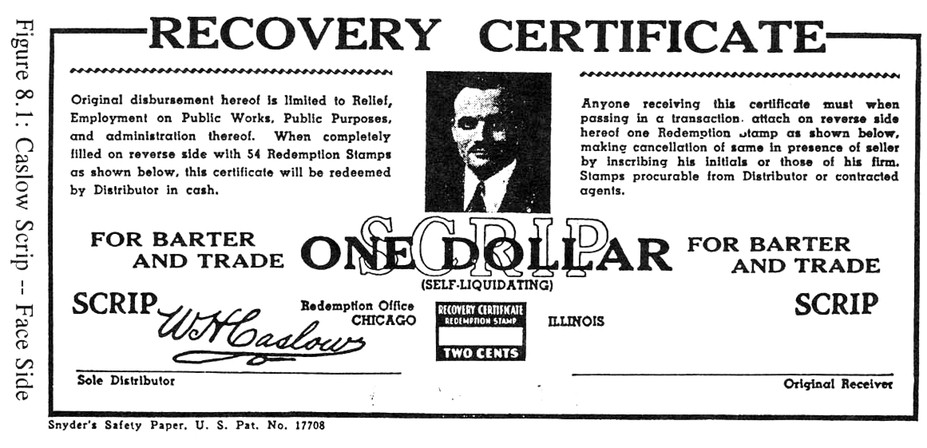 Figure 8.1: Caslow Scrip -- Face Side
RECOVERY CERTIFICATE
Original disbursement hereof is limited to Relief,
Employment on Public Works, Public Purposes,
and administration thereof. When completely
filled on reverse side with 54 Redemption Stamps
as shown below, this certificate will be redeemed
by Distributor in cash.
Anyone receiving this certificate must when
passing in a transaction attach on reverse side
hereof one Redemption Stamp as shown below,
making cancellation of same in presence of seller
by inscribing his initials or those of his firm.
Stamps procurable from Distributor or contracted
agents.
FOR BARTER
AND TRADE
SCRIP
ONE DOLLAR
(SELF-LIQUIDATING)
FOR BARTER
AND TRADE
SCRIP
W H Caslow
Redemption Office
CHICAGO
RECOVERY CERTIFICATE
REDEMPTION STAMP
TWO CENTS
ILLINOIS
SCRIP
Sole Distributor
Original Receiver
Snyder's Safety Paper, U. S. Pat. No. 17708